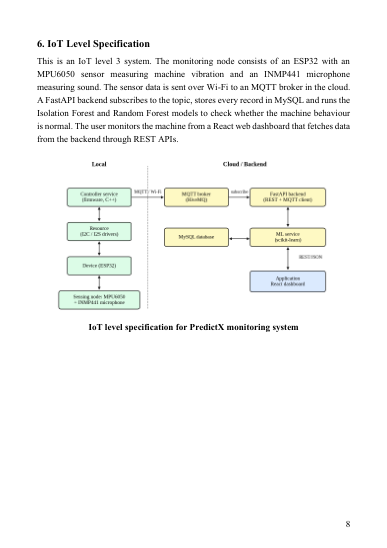 6. IoT Level Specification
This is an IoT level 3 system. The monitoring node consists of an ESP32 with an
MPU6050 sensor measuring machine vibration and an INMP441 microphone
measuring sound. The sensor data is sent over Wi-Fi to an MQTT broker in the cloud.
A FastAPI backend subscribes to the topic, stores every record in MySQL and runs the
Isolation Forest and Random Forest models to check whether the machine behaviour
is normal. The user monitors the machine from a React web dashboard that fetches data
from the backend through REST APIs.
Local
Cloud / Backend
Controller service
(firmware, C++)
MQTT / Wi-Fi
MQTT broker
(HiveMQ)
subscribe
FastAPI backend
(REST + MQTT client)
Resource
(I2C / I2S drivers)
MySQL database
ML service
(scikit-learn)
Device (ESP32)
Application
React dashboard
Sensing node: MPU6050
+ INMP441 microphone
IoT level specification for PredictX monitoring system
8